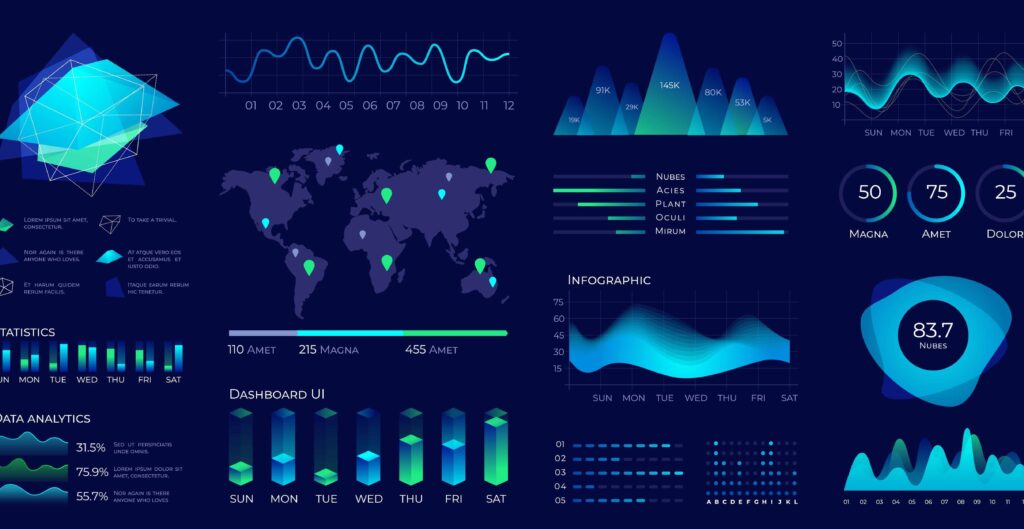 01 02 03 04 05 06 07 08 09 10 11 12
19K
91K
29K
145K
80K
53K
5K
50
40
30
20
10
SUN MON TUE WED THU FRI
NUBES
ACIES
PLANT
OCULI
MIRUM
50
MAGNA
75
AMET
25
DOLOR
LOREM IPSUM SIT AMET,
CONSECTETUR.
TO TAKE A TRIVIAL.
NOR AGAIN IS THERE
ANYONE WHO LOVES.
AT ATQUE VERO EOS
ET ACCUSAMUS ET
IUSTO ODIO.
ET HARUM QUIDEM
RERUM FACILIS.
ITAQUE EARUM RERUM
HIC TENETUR.
110 AMET
215 MAGNA
455 AMET
INFOGRAPHIC
75
60
45
30
15
SUN MON TUE WED THU FRI SAT
83.7
NUBES
TATISTICS
UN MON TUE WED THU FRI SAT
DATA ANALYTICS
31.5%
SED UT PERSPICIATIS
UNDE OMNIS.
75.9%
LOREM IPSUM DOLOR SIT
AMET, CONSECTETUR.
55.7%
NOR AGAIN IS THERE
ANYONE WHO LOVES
DASHBOARD UI
SUN MON TUE WED THU FRI SAT
01
02
03
04
05
A B C D E F G H I J K L
01 02 03 04 05 06 07 08 09 10 11 12